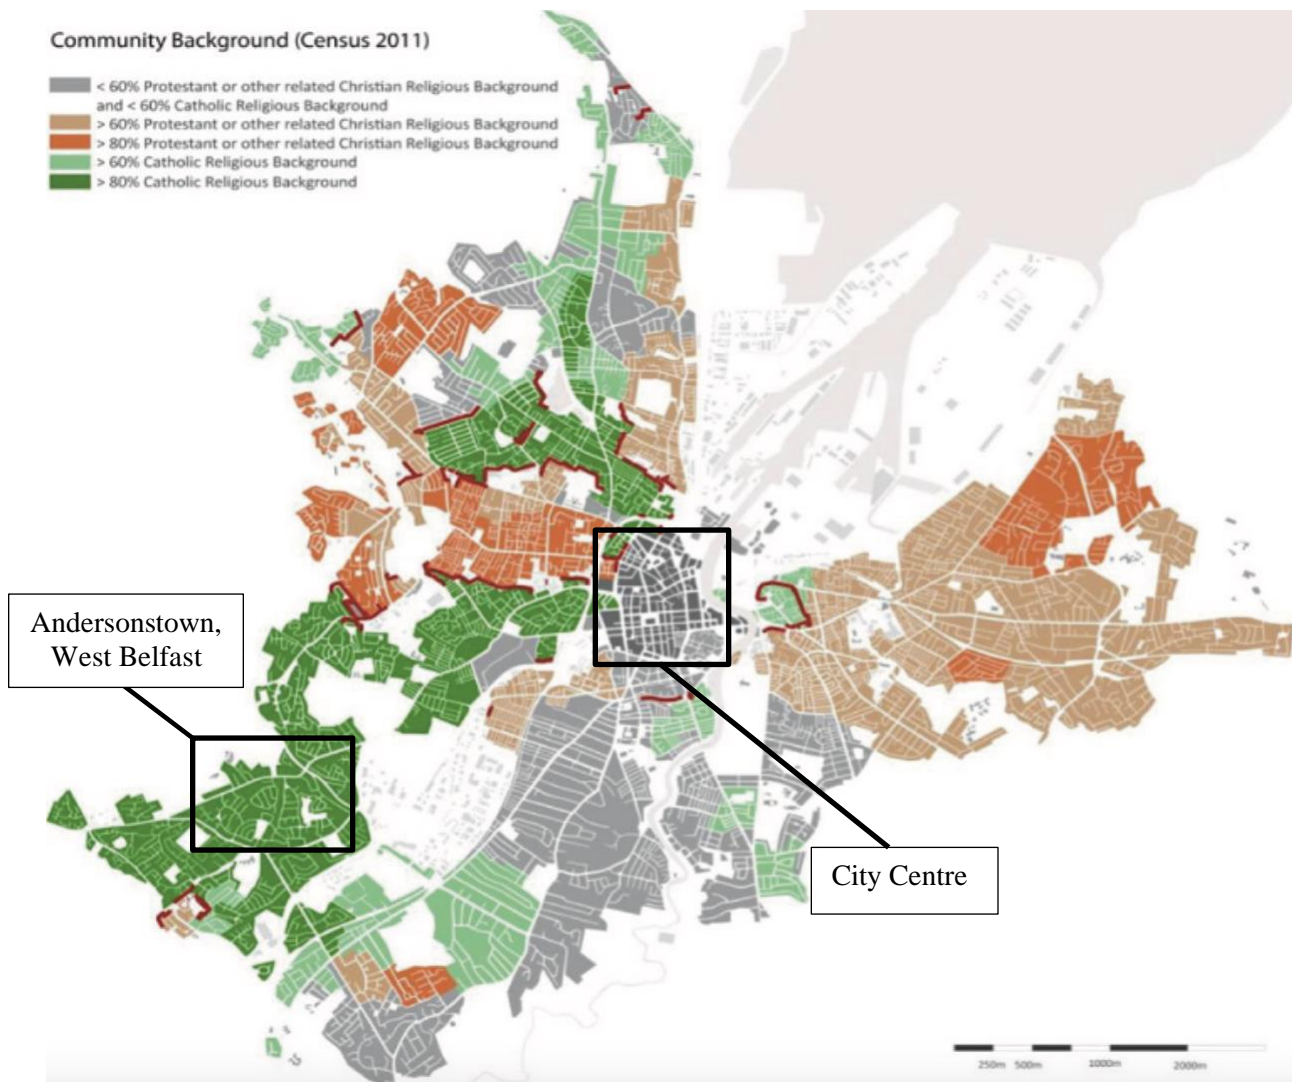 Community Background (Census 2011)
< 60% Protestant or other related Christian Religious Background
and < 60% Catholic Religious Background
> 60% Protestant or other related Christian Religious Background
> 80% Protestant or other related Christian Religious Background
> 60% Catholic Religious Background
> 80% Catholic Religious Background
Andersonstown,
West Belfast
City Centre
250m 500m 1000m 2000m